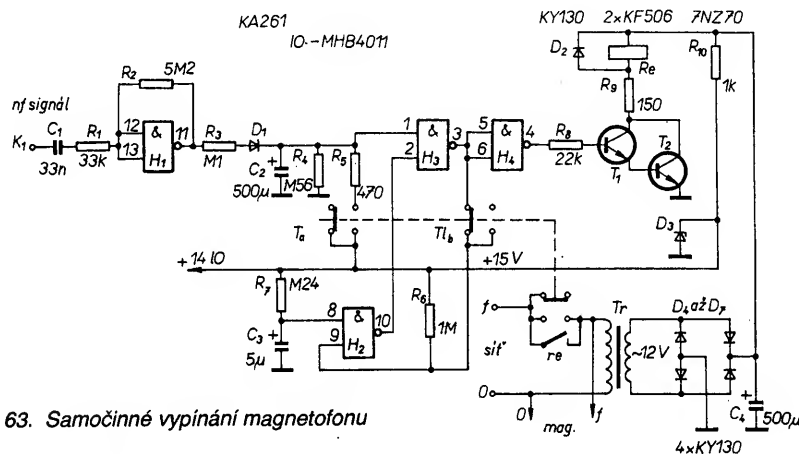 KA261
IO.-MHB4011
KY130 2×KF506 7NZ70
D2
Re
R10
1k
R9
150
R2 5M2
nf signál
K1
C1
33n
R1
33k
12
13
&
H1
11
R3
M1
D1
C2
500µ
+
R4
M56
R5
470
1
2
&
H3
3
5
6
&
H4
4
R8
22k
T1
T2
D3
Ta
Tlb
+14 IO
+15V
R7 M24
C3
5µ
+
8
9
&
H2
10
R6
1M
f
síť
0
re
0
mag.
f
Tr
~12V
D4 až D7
C4
500µ
+
4×KY130
63. Samočinné vypínání magnetofonu